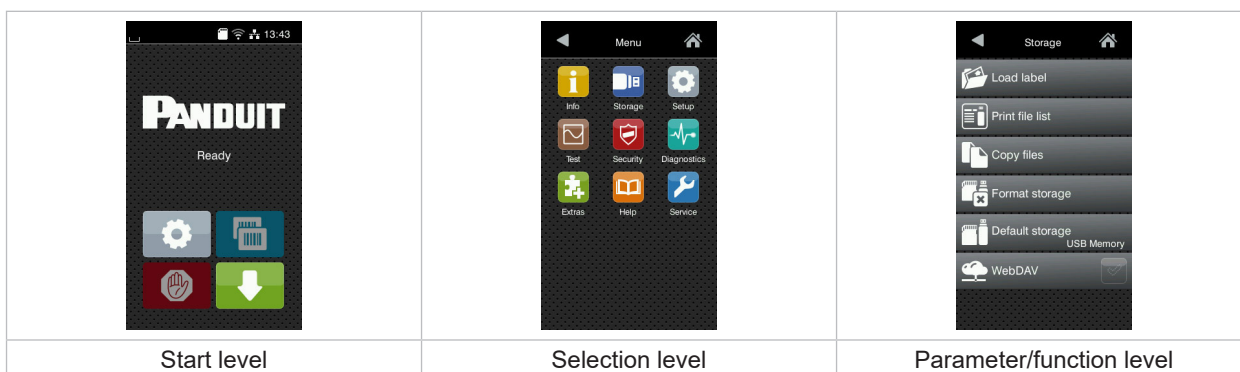 13:43
PANDUIT
Ready
Start level
Menu
Info Storage Setup
Test Security Diagnostics
Extras Help Service
Selection level
Storage
Load label
Print file list
Copy files
Format storage
Default storage
USB Memory
WebDAV
Parameter/function level